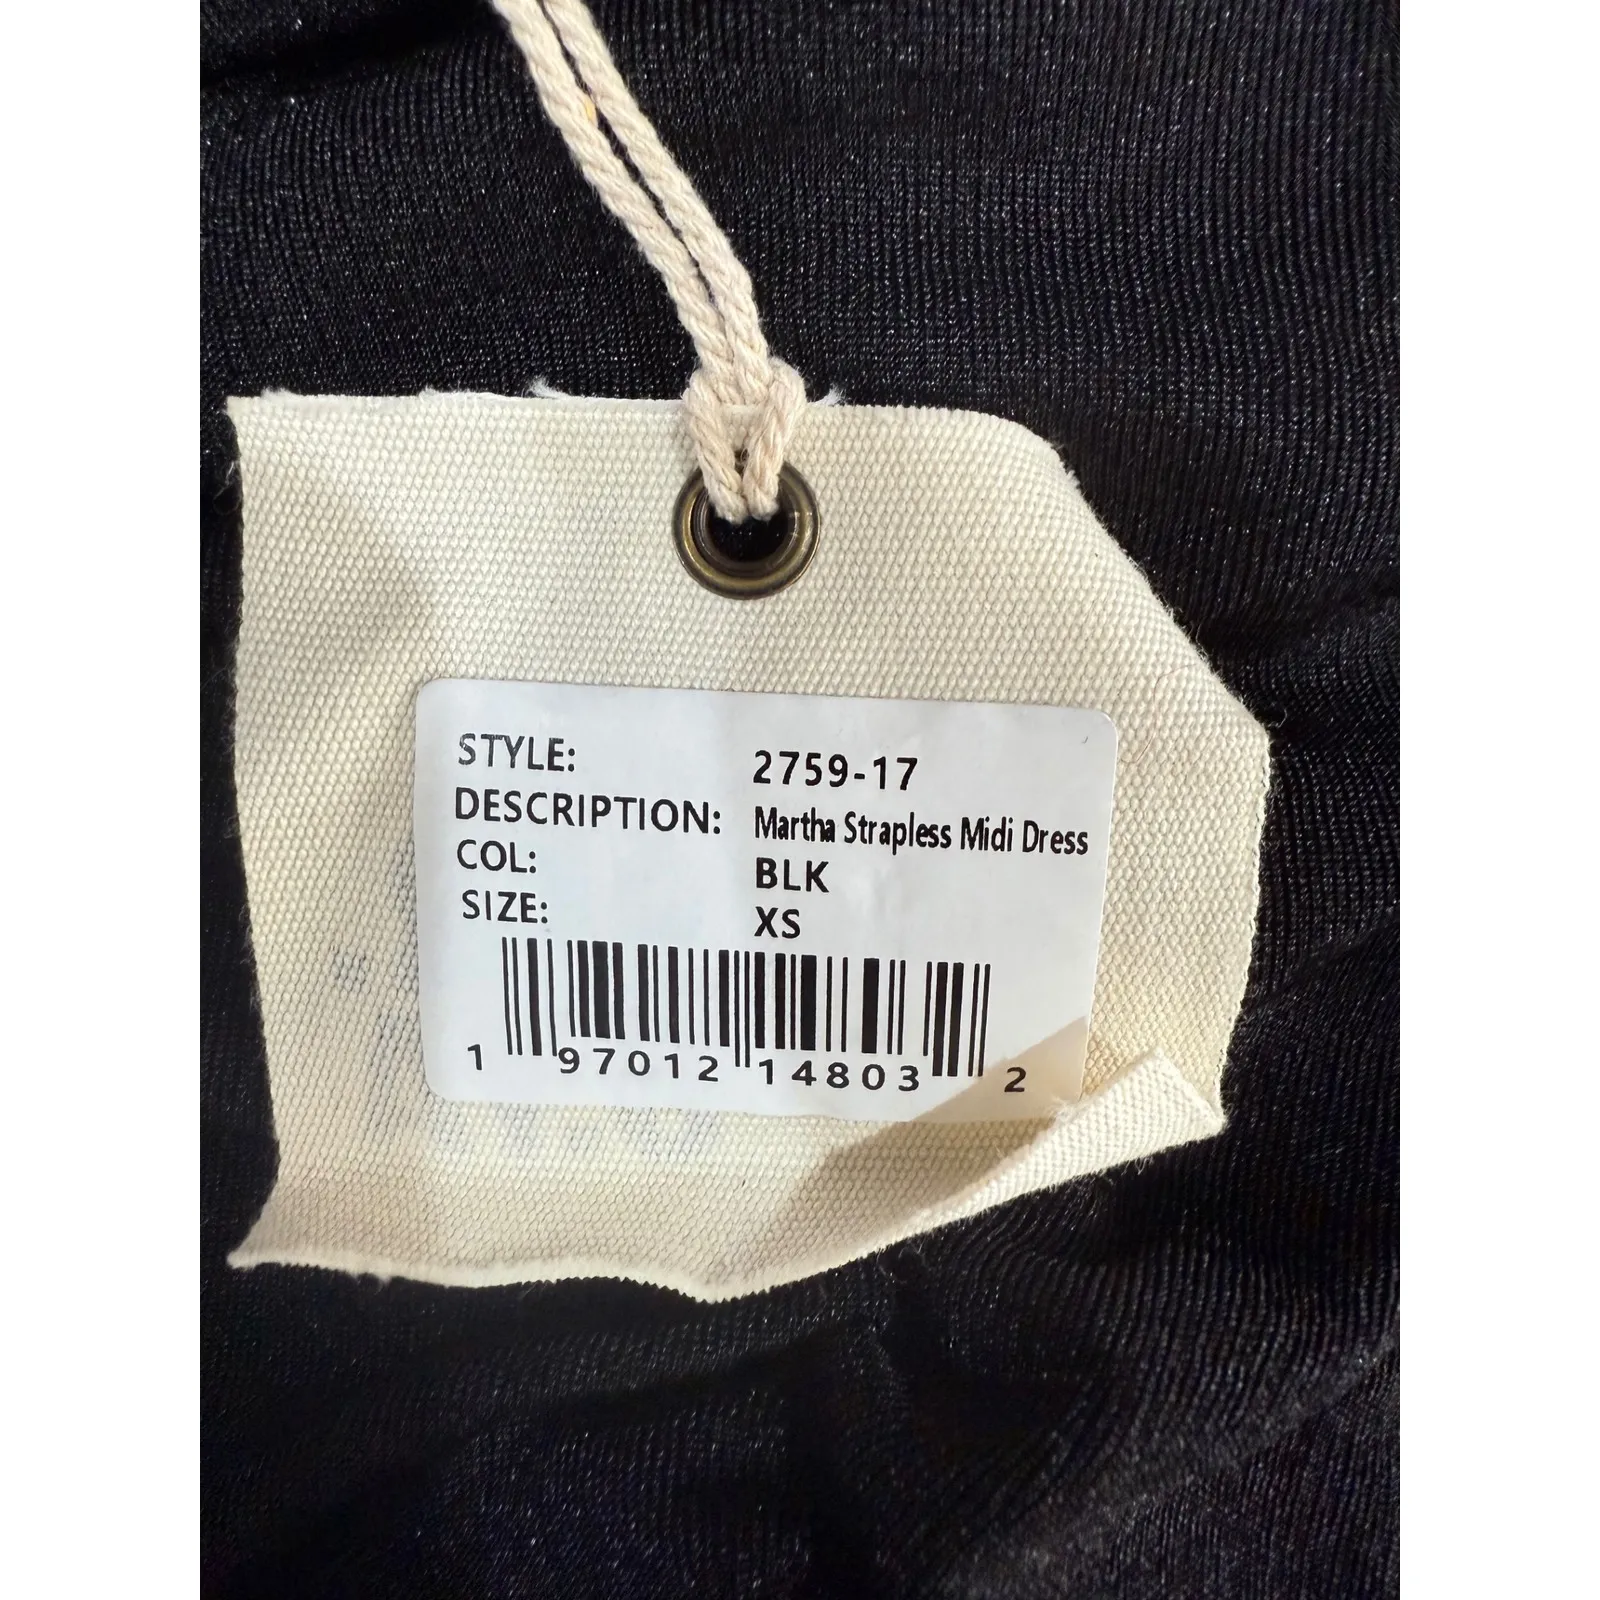 STYLE: 2759-17
DESCRIPTION: Martha Strapless Midi Dress
COL: BLK
SIZE: XS
1 97012 14803 2